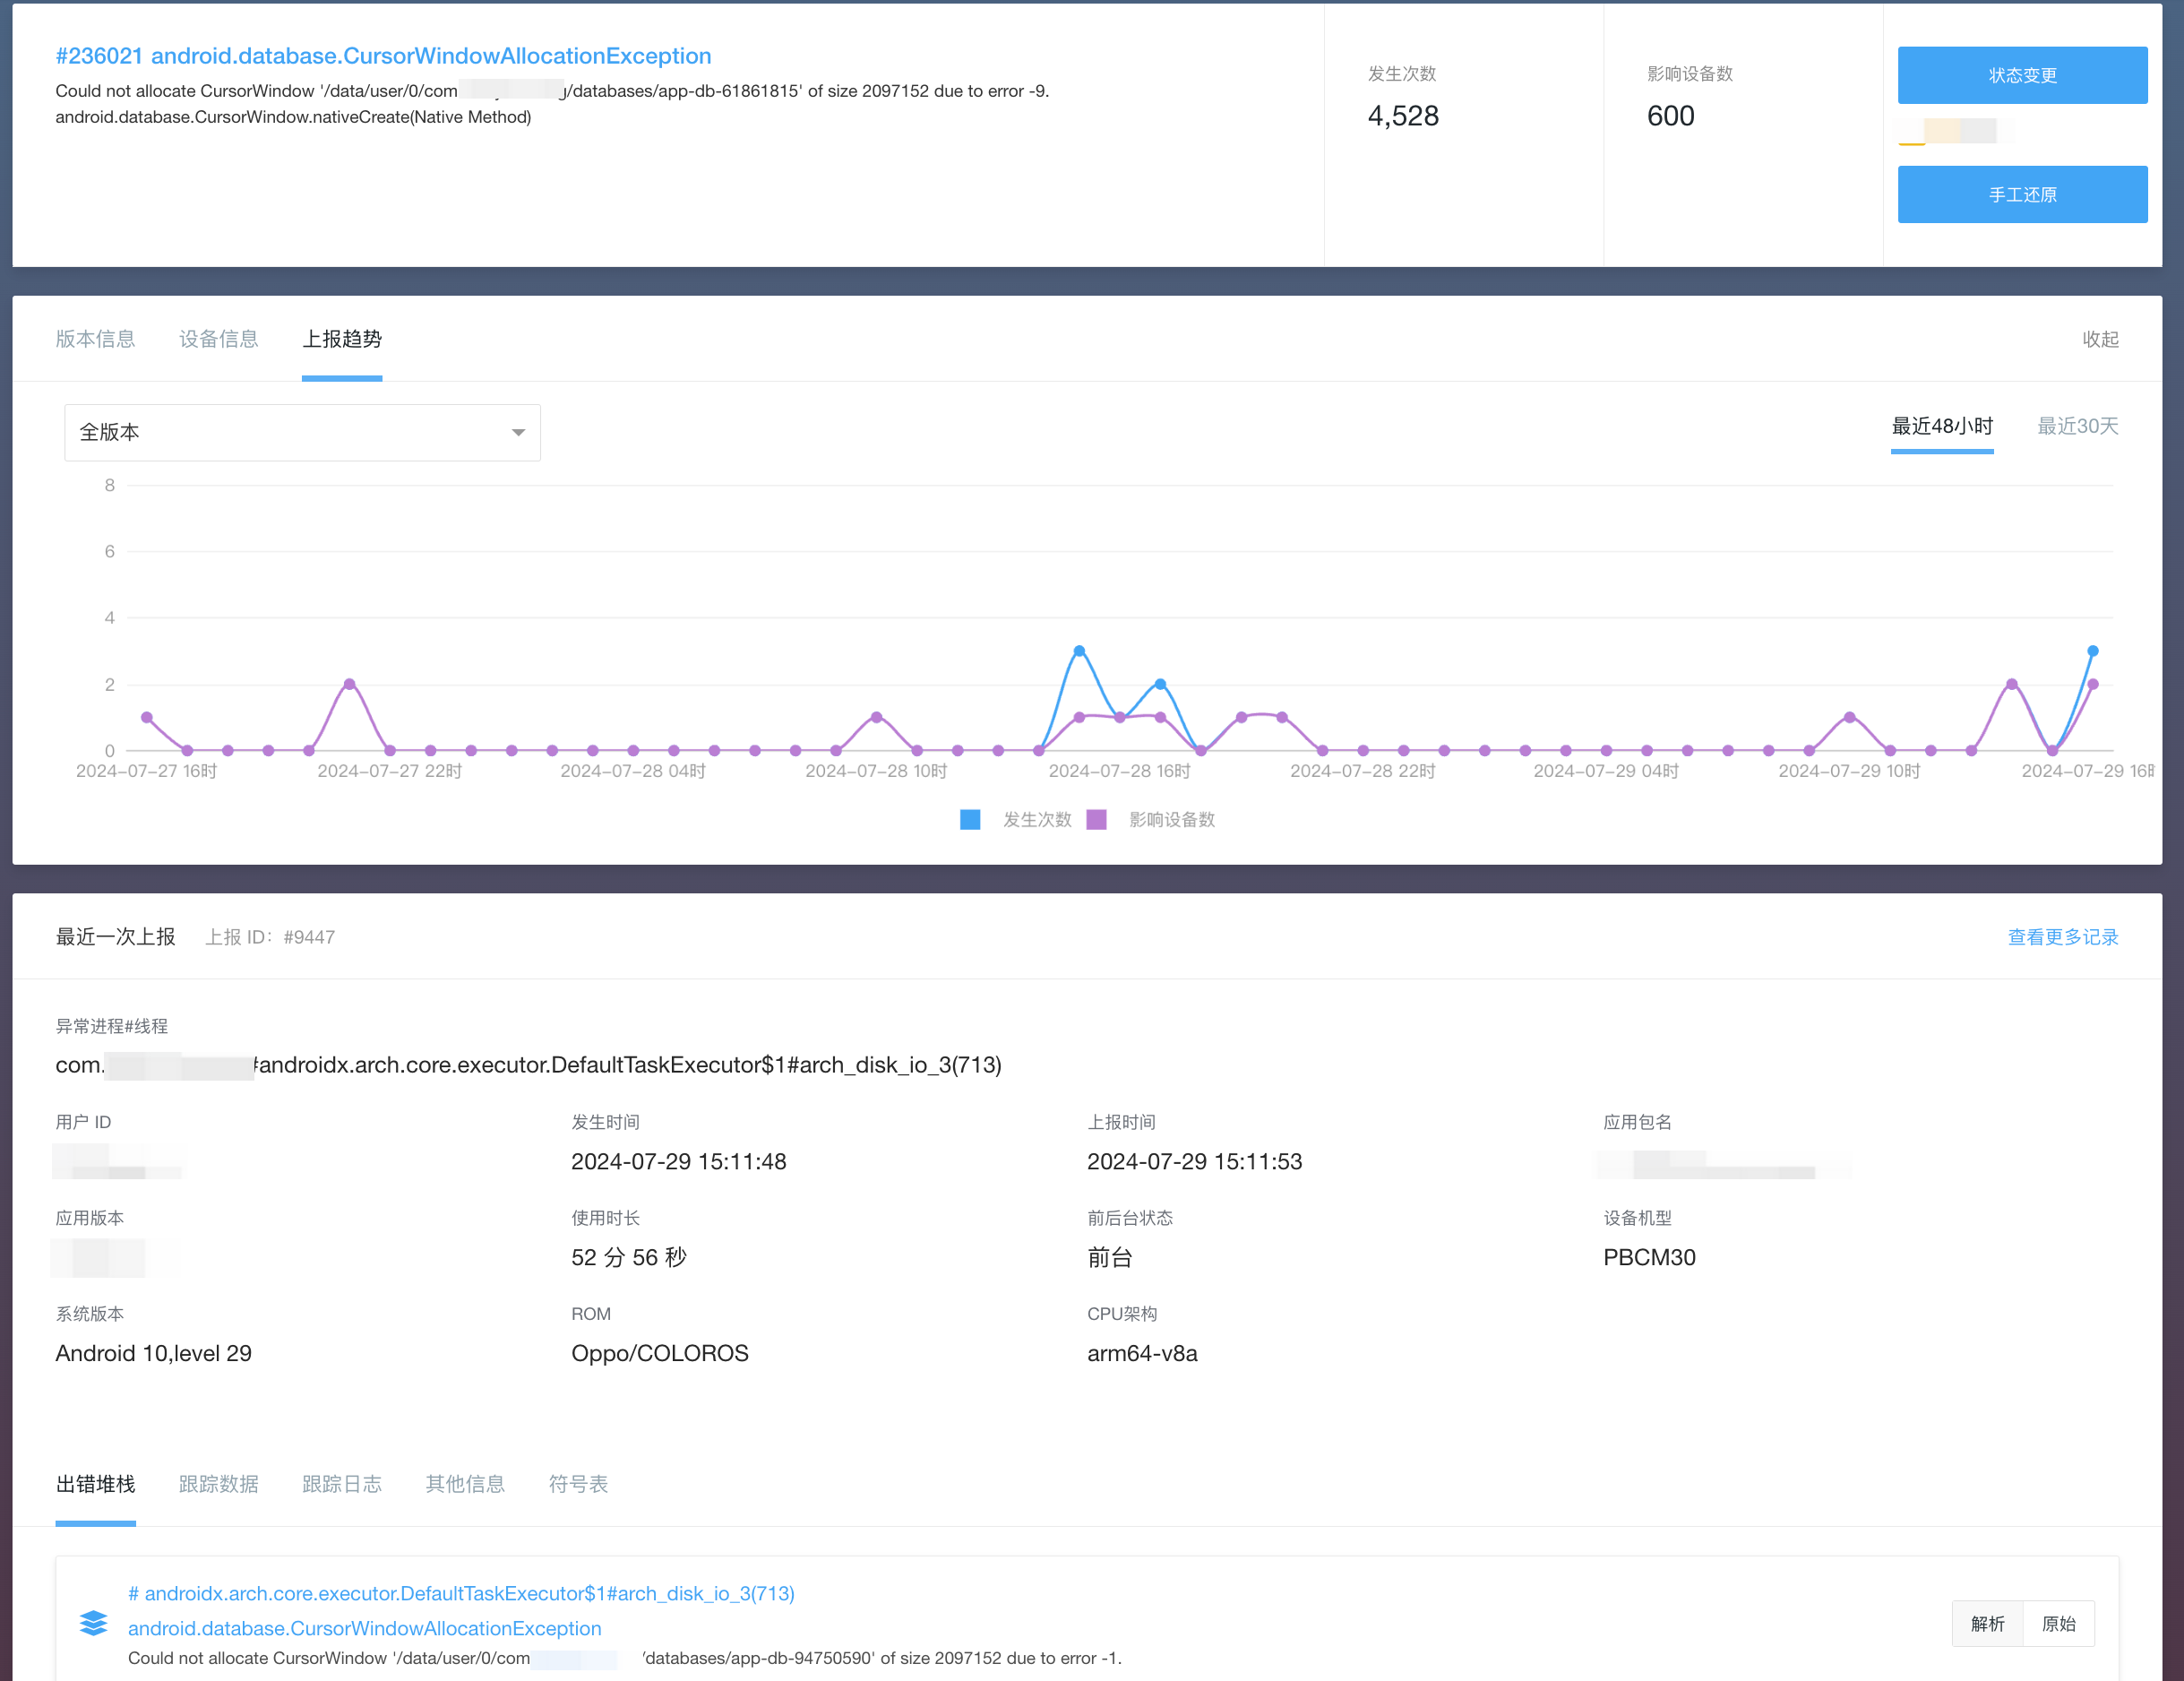 #236021 android.database.CursorWindowAllocationException
Could not allocate CursorWindow '/data/user/0/com g/databases/app-db-61861815' of size 2097152 due to error -9.
android.database.CursorWindow.nativeCreate(Native Method)
发生次数
4,528
影响设备数
600
状态变更
手工还原
版本信息 设备信息 上报趋势 收起
全版本 最近48小时 最近30天
8
6
4
2
0
2024-07-27 16时 2024-07-27 22时 2024-07-28 04时 2024-07-28 10时 2024-07-28 16时 2024-07-28 22时 2024-07-29 04时 2024-07-29 10时 2024-07-29 16时
发生次数 影响设备数
最近一次上报 上报 ID: #9447 查看更多记录
异常进程#线程
com. #androidx.arch.core.executor.DefaultTaskExecutor$1#arch_disk_io_3(713)
用户 ID 发生时间 上报时间 应用包名
2024-07-29 15:11:48 2024-07-29 15:11:53
应用版本 使用时长 前后台状态 设备机型
52 分 56 秒 前台 PBCM30
系统版本 ROM CPU架构
Android 10,level 29 Oppo/COLOROS arm64-v8a
出错堆栈 跟踪数据 跟踪日志 其他信息 符号表
# androidx.arch.core.executor.DefaultTaskExecutor$1#arch_disk_io_3(713)
android.database.CursorWindowAllocationException
Could not allocate CursorWindow '/data/user/0/com /databases/app-db-94750590' of size 2097152 due to error -1.
解析 原始